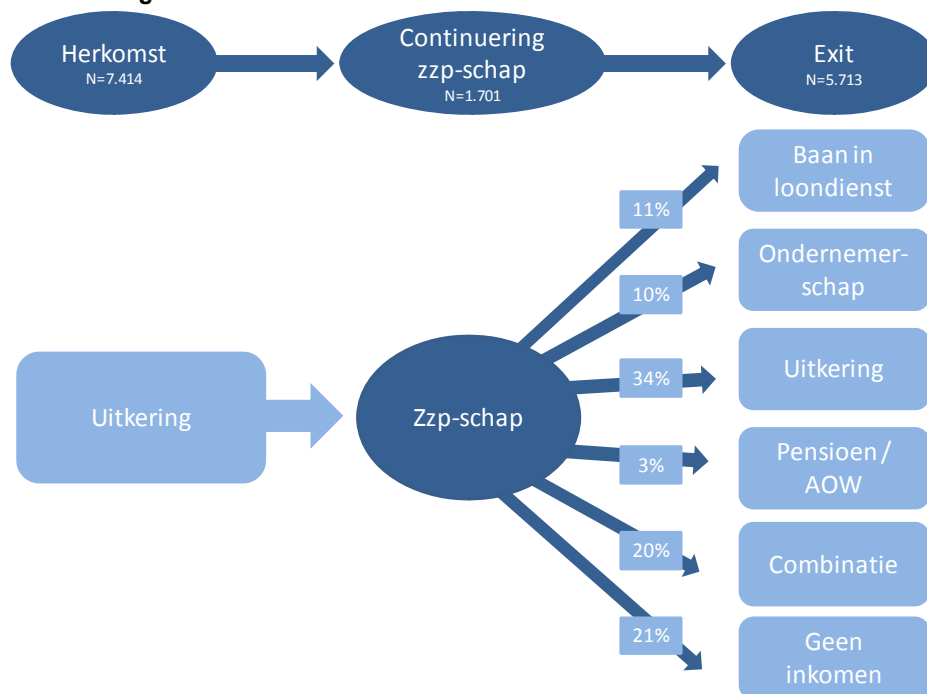 Herkomst
N=7.414
Continuering
zzp-schap
N=1.701
Exit
N=5.713
Baan in
loondienst
11%
Ondernemer-
schap
10%
Uitkering
34%
Uitkering
Zzp-schap
Pensioen /
AOW
3%
Combinatie
20%
Geen
inkomen
21%